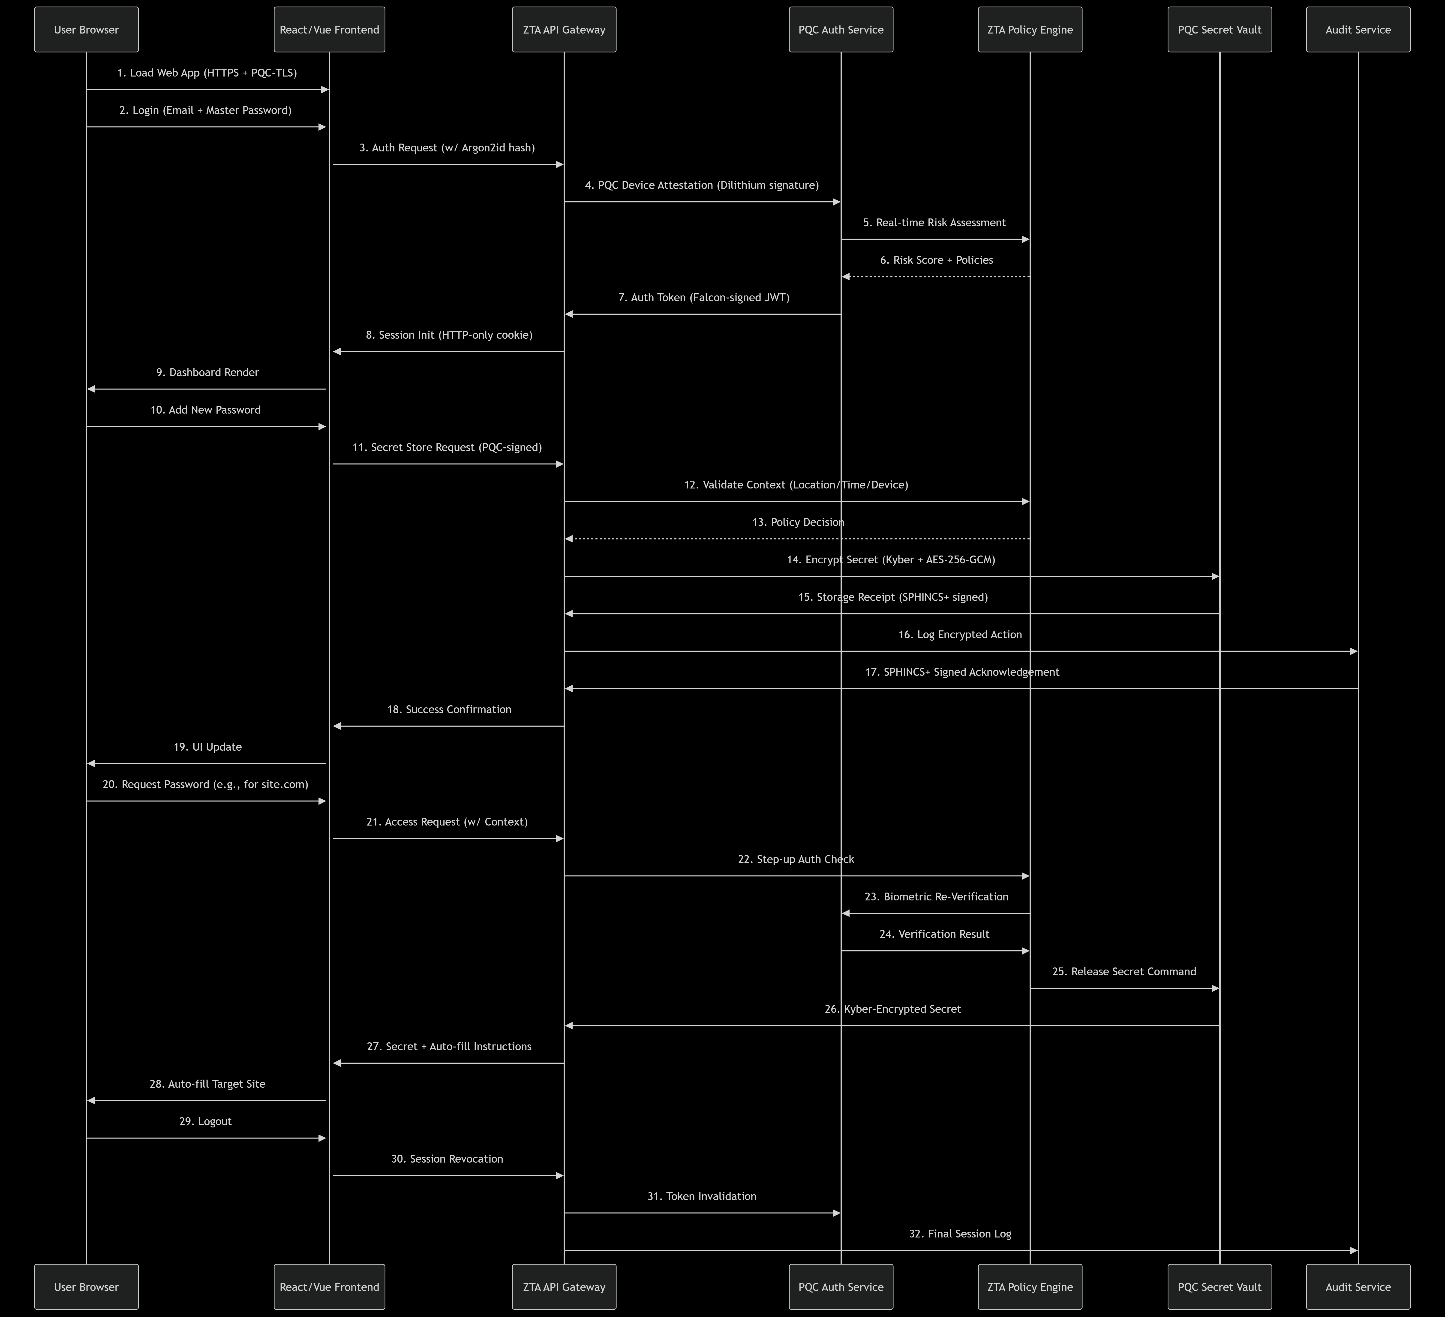 User Browser
React/Vue Frontend
ZTA API Gateway
PQC Auth Service
ZTA Policy Engine
PQC Secret Vault
Audit Service
1. Load Web App (HTTPS + PQC-TLS)
2. Login (Email + Master Password)
3. Auth Request (w/ Argon2id hash)
4. PQC Device Attestation (Dilithium signature)
5. Real-time Risk Assessment
6. Risk Score + Policies
7. Auth Token (Falcon-signed JWT)
8. Session Init (HTTP-only cookie)
9. Dashboard Render
10. Add New Password
11. Secret Store Request (PQC-signed)
12. Validate Context (Location/Time/Device)
13. Policy Decision
14. Encrypt Secret (Kyber + AES-256-GCM)
15. Storage Receipt (SPHINCS+ signed)
16. Log Encrypted Action
17. SPHINCS+ Signed Acknowledgement
18. Success Confirmation
19. UI Update
20. Request Password (e.g., for site.com)
21. Access Request (w/ Context)
22. Step-up Auth Check
23. Biometric Re-Verification
24. Verification Result
25. Release Secret Command
26. Kyber-Encrypted Secret
27. Secret + Auto-fill Instructions
28. Auto-fill Target Site
29. Logout
30. Session Revocation
31. Token Invalidation
32. Final Session Log
User Browser
React/Vue Frontend
ZTA API Gateway
PQC Auth Service
ZTA Policy Engine
PQC Secret Vault
Audit Service